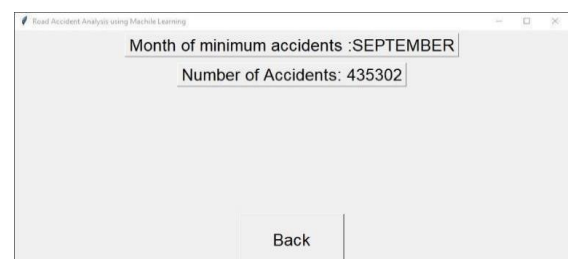 Road Accident Analysis using Machile Learning
Month of minimum accidents :SEPTEMBER
Number of Accidents: 435302
Back